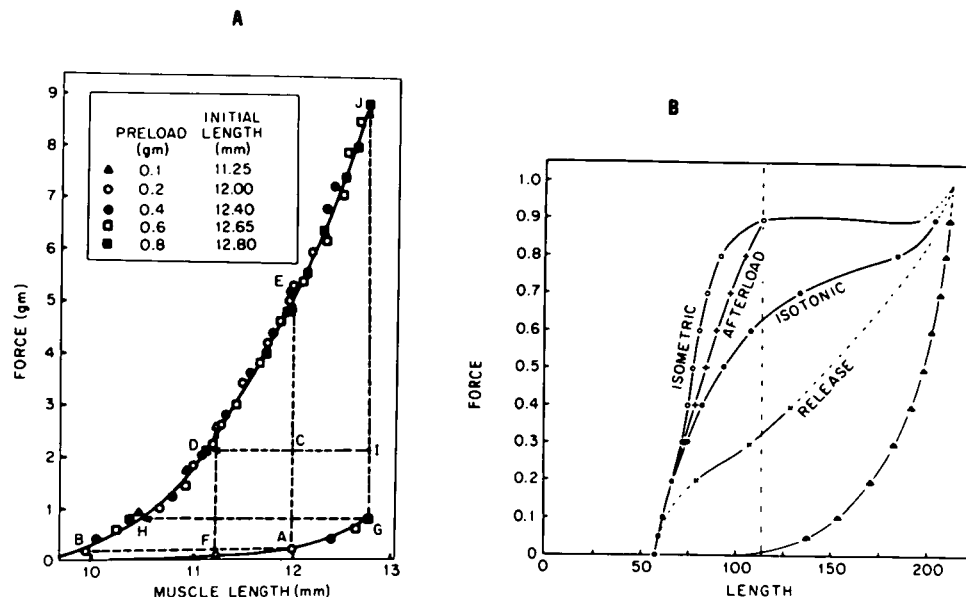 A
FORCE (gm)
9
8
7
6
5
4
3
2
1
0
PRELOAD (gm) INITIAL LENGTH (mm)
▲ 0.1 11.25
○ 0.2 12.00
● 0.4 12.40
□ 0.6 12.65
■ 0.8 12.80
J
E
D C I
B H F A G
10 11 12 13
MUSCLE LENGTH (mm)
B
FORCE
1.0
0.9
0.8
0.7
0.6
0.5
0.4
0.3
0.2
0.1
0
ISOMETRIC
AFTERLOAD
ISOTONIC
RELEASE
0 50 100 150 200
LENGTH